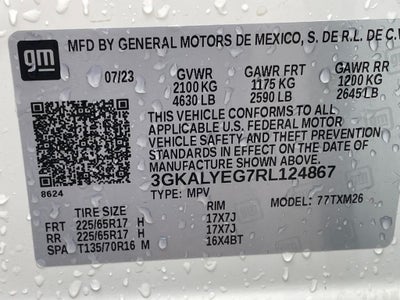 gm
MFD BY GENERAL MOTORS DE MEXICO, S. DE R.L. DE C.V
07/23 GVWR GAWR FRT GAWR RR
2100 KG 1175 KG 1200 KG
4630 LB 2590 LB 2645 LB
THIS VEHICLE CONFORMS TO ALL
APPLICABLE U.S. FEDERAL MOTOR
VEHICLE SAFETY AND THEFT PREVENTION
STANDARDS IN EFFECT ON THE DATE OF
MANUFACTURE SHOWN ABOVE.
3GKALYEG7RL124867
8624
TYPE: MPV MODEL: 77TXM26
TIRE SIZE RIM
FRT 225/65R17 H 17X7J
RR 225/65R17 H 17X7J
SPA T135/70R16 M 16X4BT